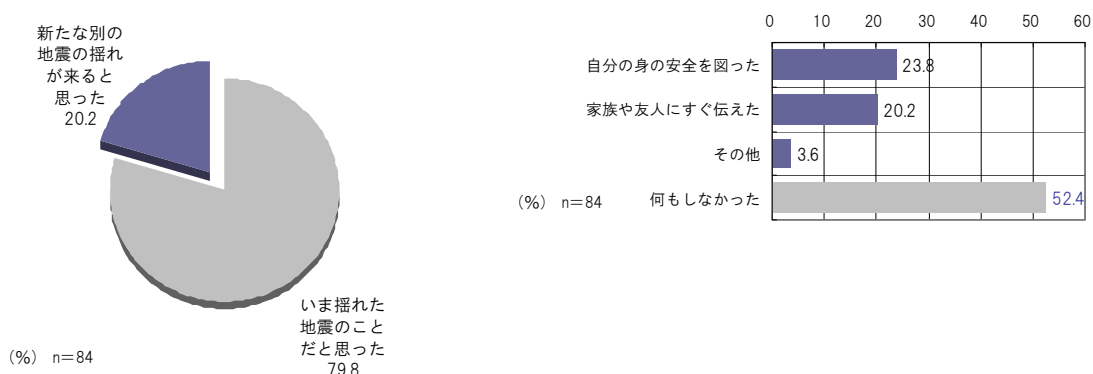 新たな別の
地震の揺れ
が来ると
思った
20.2
いま揺れた
地震のこと
だと思った
79.8
（％） n＝84
0 10 20 30 40 50 60
自分の身の安全を図った 23.8
家族や友人にすぐ伝えた 20.2
その他 3.6
何もしなかった 52.4
（％） n＝84